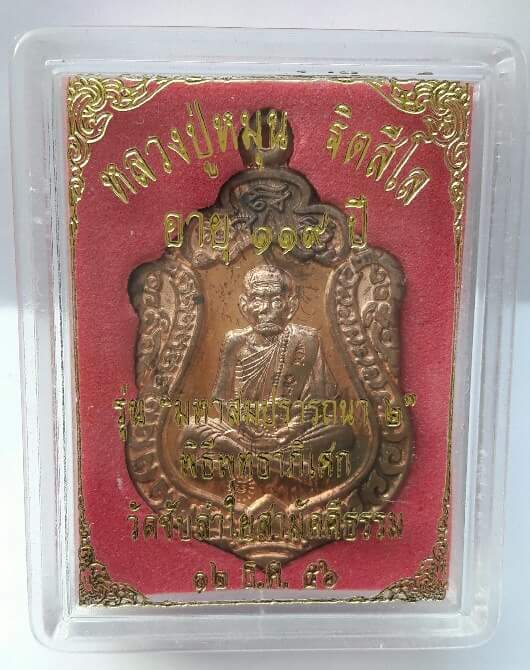 หลวงปู่หมุน ฐิตสีโล
อายุ ๑๑๙ ปี
รุ่น "มหาสมปรารถนา ๒"
พิธีพุทธาภิเศก
วัดซับลำใยสามัคคีธรรม
๑๒ ธ.ค. ๕๖